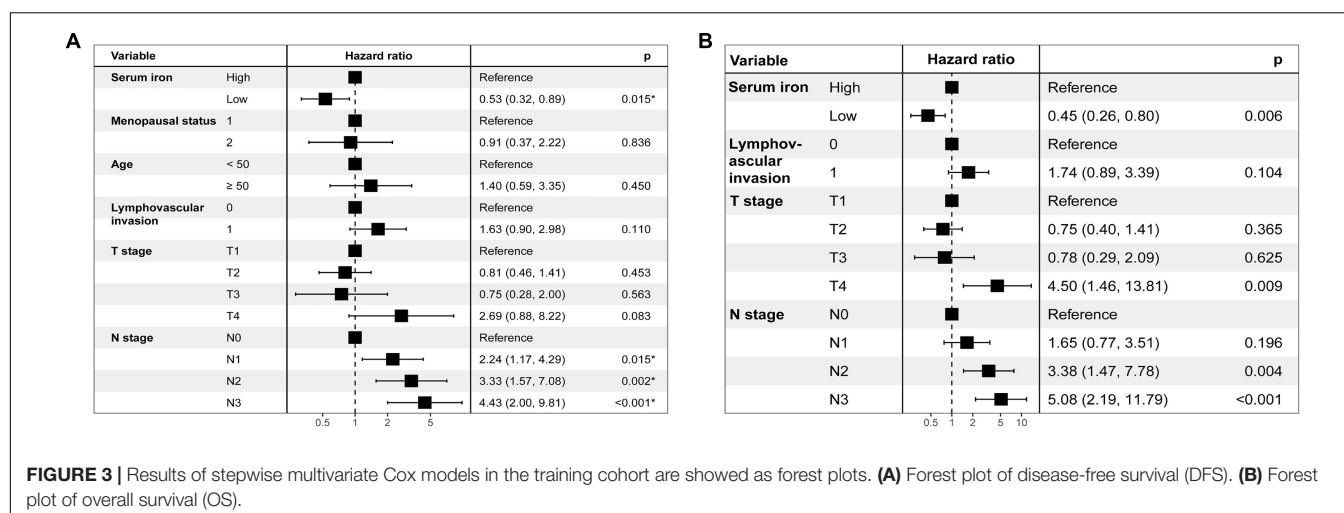 A
Variable Hazard ratio p
Serum iron High Reference
Low 0.53 (0.32, 0.89) 0.015*
Menopausal status 1 Reference
2 0.91 (0.37, 2.22) 0.836
Age < 50 Reference
≥ 50 1.40 (0.59, 3.35) 0.450
Lymphovascular 0 Reference
invasion
1 1.63 (0.90, 2.98) 0.110
T stage T1 Reference
T2 0.81 (0.46, 1.41) 0.453
T3 0.75 (0.28, 2.00) 0.563
T4 2.69 (0.88, 8.22) 0.083
N stage N0 Reference
N1 2.24 (1.17, 4.29) 0.015*
N2 3.33 (1.57, 7.08) 0.002*
N3 4.43 (2.00, 9.81) <0.001*
0.5 1 2 5
B
Variable Hazard ratio p
Serum iron High Reference
Low 0.45 (0.26, 0.80) 0.006
Lymphov- 0 Reference
ascular
invasion 1 1.74 (0.89, 3.39) 0.104
T stage T1 Reference
T2 0.75 (0.40, 1.41) 0.365
T3 0.78 (0.29, 2.09) 0.625
T4 4.50 (1.46, 13.81) 0.009
N stage N0 Reference
N1 1.65 (0.77, 3.51) 0.196
N2 3.38 (1.47, 7.78) 0.004
N3 5.08 (2.19, 11.79) <0.001
0.5 1 2 5 10
FIGURE 3 | Results of stepwise multivariate Cox models in the training cohort are showed as forest plots. (A) Forest plot of disease-free survival (DFS). (B) Forest
plot of overall survival (OS).